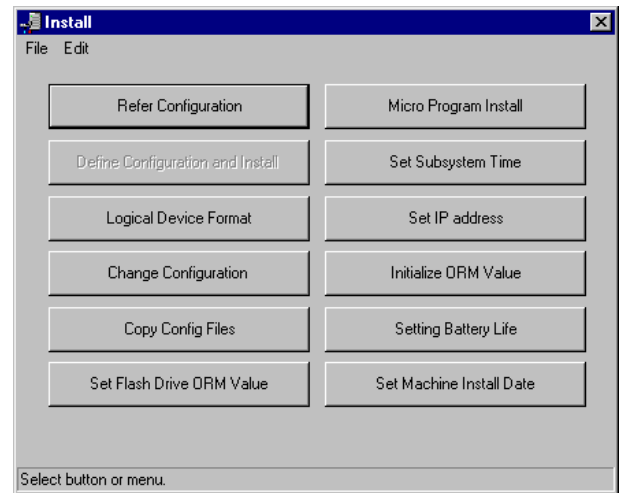 Install
File Edit
Refer Configuration
Micro Program Install
Define Configuration and Install
Set Subsystem Time
Logical Device Format
Set IP address
Change Configuration
Initialize ORM Value
Copy Config Files
Setting Battery Life
Set Flash Drive ORM Value
Set Machine Install Date
Select button or menu.